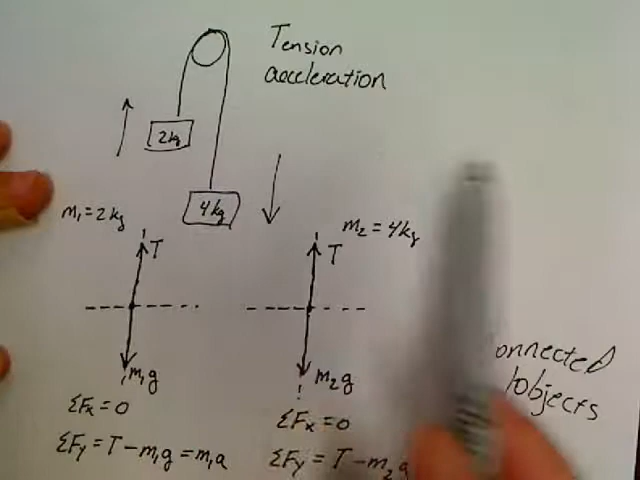 Tension
acceleration
2kg
4kg
m₁ = 2kg
m₂ = 4kg
T
T
m₁g
m₂g
onnected
objects
ΣFx = 0
ΣFx = 0
ΣFy = T - m₁g = m₁a
ΣFy = T - m₂g